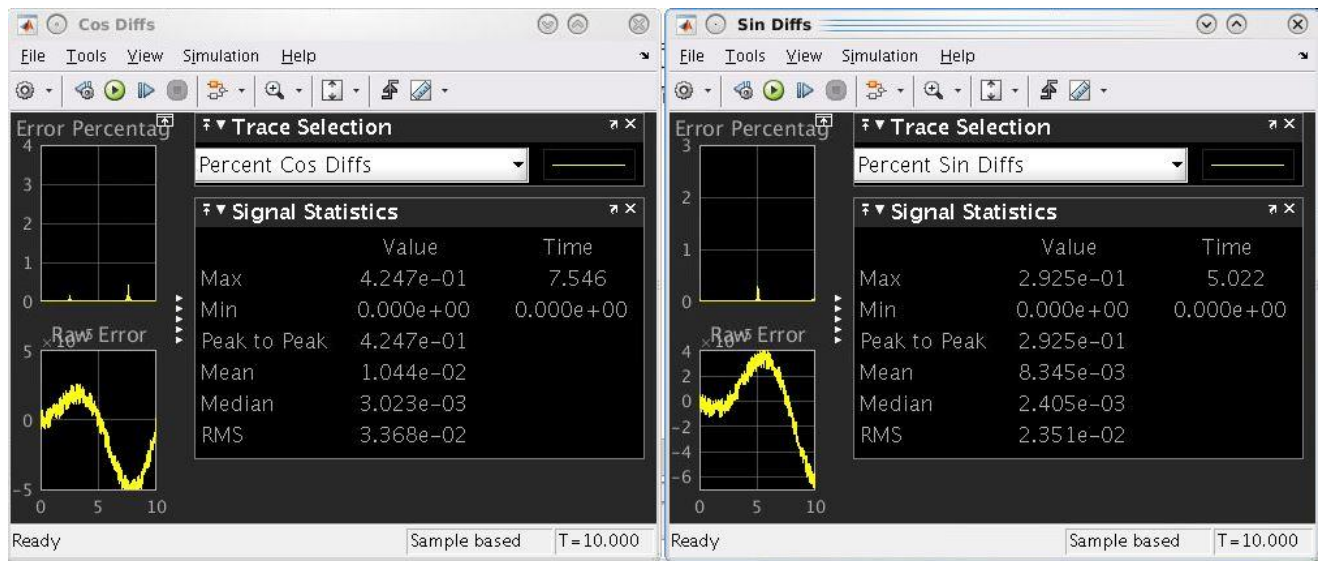 Cos Diffs
File Tools View Simulation Help
Error Percentag
4
3
2
1
0
Raw Error
5
0
-5
0 5 10
Trace Selection
Percent Cos Diffs
Signal Statistics
Value Time
Max 4.247e-01 7.546
Min 0.000e+00 0.000e+00
Peak to Peak 4.247e-01
Mean 1.044e-02
Median 3.023e-03
RMS 3.368e-02
Ready Sample based T=10.000
Sin Diffs
File Tools View Simulation Help
Error Percentag
3
2
1
0
Raw Error
4
2
0
-2
-4
-6
0 5 10
Trace Selection
Percent Sin Diffs
Signal Statistics
Value Time
Max 2.925e-01 5.022
Min 0.000e+00 0.000e+00
Peak to Peak 2.925e-01
Mean 8.345e-03
Median 2.405e-03
RMS 2.351e-02
Ready Sample based T=10.000